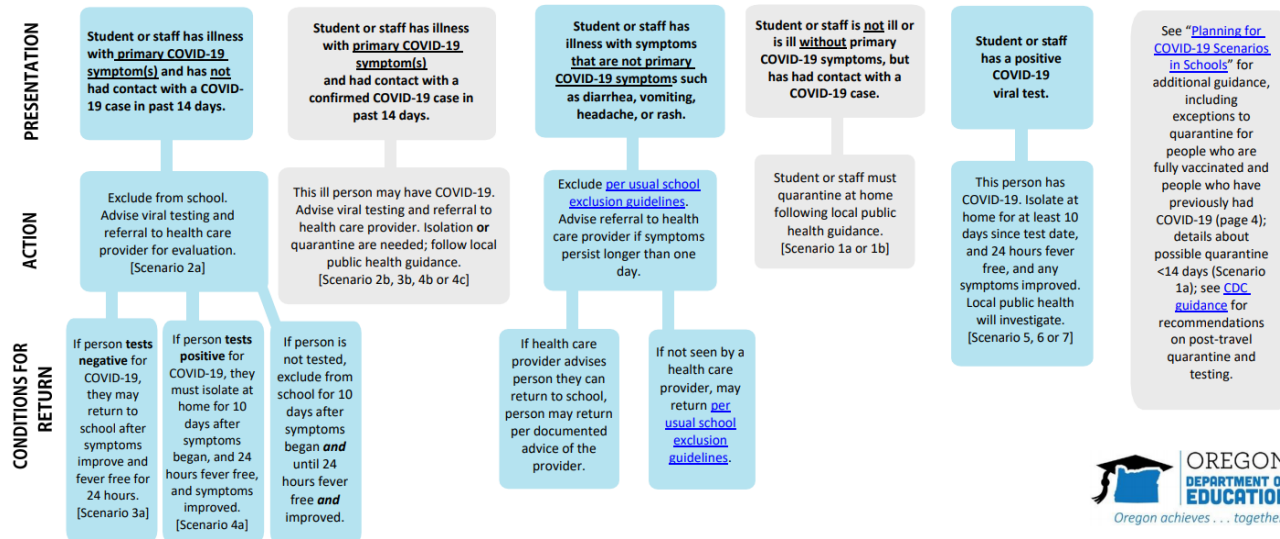 PRESENTATION
Student or staff has illness
with primary COVID-19
symptom(s) and has not
had contact with a COVID-
19 case in past 14 days.
Student or staff has illness
with primary COVID-19
symptom(s)
and had contact with a
confirmed COVID-19 case in
past 14 days.
Student or staff has
illness with symptoms
that are not primary
COVID-19 symptoms such
as diarrhea, vomiting,
headache, or rash.
Student or staff is not ill or
is ill without primary
COVID-19 symptoms, but
has had contact with a
COVID-19 case.
Student or staff
has a positive
COVID-19
viral test.
See “Planning for
COVID-19 Scenarios
in Schools” for
additional guidance,
including
exceptions to
quarantine for
people who are
fully vaccinated and
people who have
previously had
COVID-19 (page 4);
details about
possible quarantine
<14 days (Scenario
1a); see CDC
guidance for
recommendations
on post-travel
quarantine and
testing.
ACTION
Exclude from school.
Advise viral testing and
referral to health care
provider for evaluation.
[Scenario 2a]
This ill person may have COVID-19.
Advise viral testing and referral to
health care provider. Isolation or
quarantine are needed; follow local
public health guidance.
[Scenario 2b, 3b, 4b or 4c]
Exclude per usual school
exclusion guidelines.
Advise referral to health
care provider if symptoms
persist longer than one
day.
Student or staff must
quarantine at home
following local public
health guidance.
[Scenario 1a or 1b]
This person has
COVID-19. Isolate at
home for at least 10
days since test date,
and 24 hours fever
free, and any
symptoms improved.
Local public health
will investigate.
[Scenario 5, 6 or 7]
CONDITIONS FOR
RETURN
If person tests
negative for
COVID-19,
they may
return to
school after
symptoms
improve and
fever free for
24 hours.
[Scenario 3a]
If person tests
positive for
COVID-19, they
must isolate at
home for 10
days after
symptoms
began, and 24
hours fever free,
and symptoms
improved.
[Scenario 4a]
If person is
not tested,
exclude from
school for 10
days after
symptoms
began and
until 24
hours fever
free and
improved.
If health care
provider advises
person they can
return to school,
person may return
per documented
advice of the
provider.
If not seen by a
health care
provider, may
return per
usual school
exclusion
guidelines.
OREGON
DEPARTMENT OF
EDUCATION
Oregon achieves . . . together